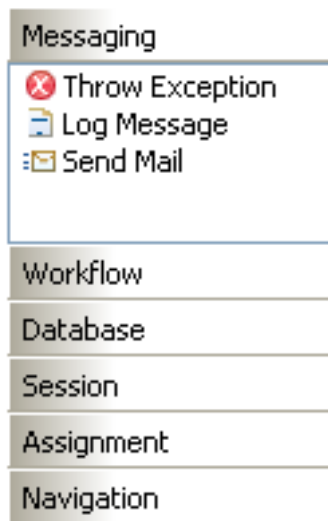 Messaging
Throw Exception
Log Message
Send Mail
Workflow
Database
Session
Assignment
Navigation